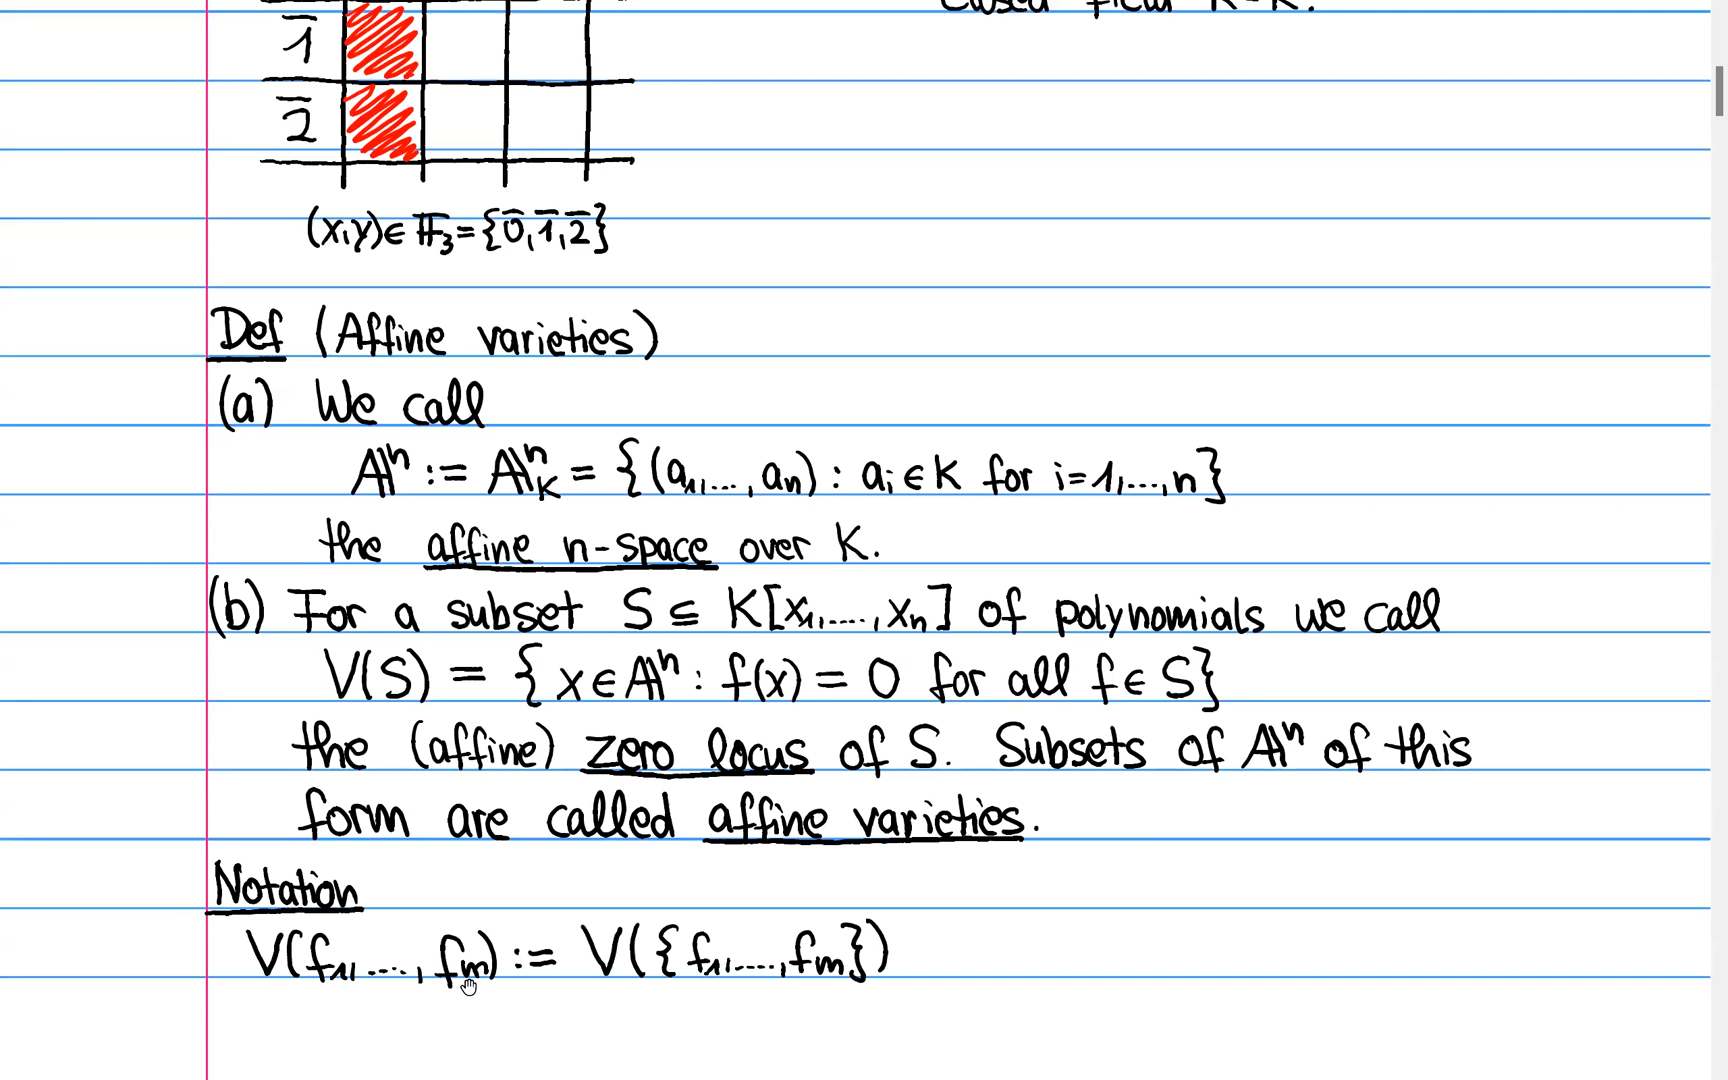 closed field K=K̄.
1̄
2̄
(x,y)∈ 𝔽₃={0̄,1̄,2̄}
Def (Affine varieties)
(a) We call
𝔸ⁿ := 𝔸ⁿ_K = {(a₁,...,aₙ) : aᵢ∈K for i=1,...,n}
the affine n-space over K.
(b) For a subset S ⊆ K[x₁,...., xₙ] of polynomials we call
V(S) = { x∈𝔸ⁿ : f(x) = 0 for all f∈S}
the (affine) zero locus of S. Subsets of 𝔸ⁿ of this
form are called affine varieties.
Notation
V(f₁,...., fₘ) := V({f₁,....,fₘ})